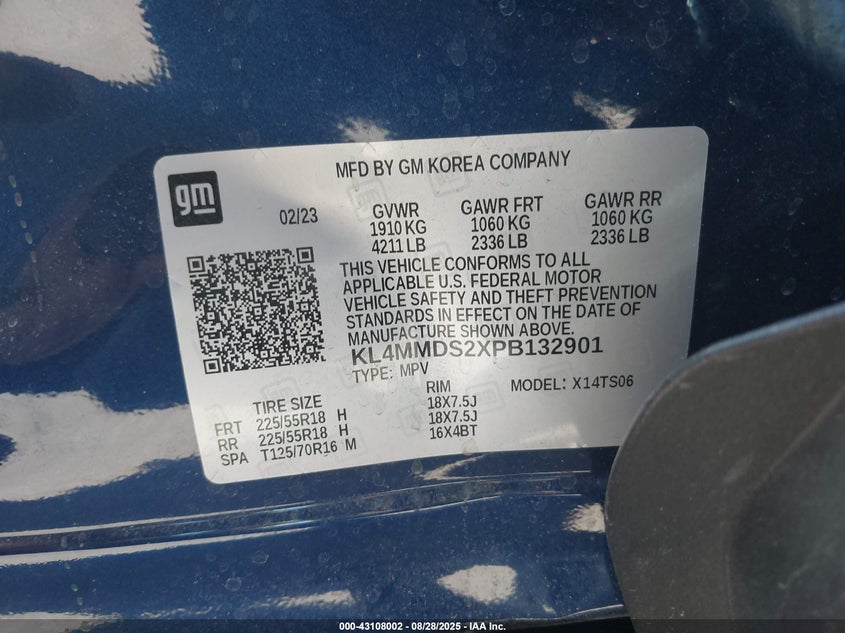 MFD BY GM KOREA COMPANY
gm
02/23
GVWR GAWR FRT GAWR RR
1910 KG 1060 KG 1060 KG
4211 LB 2336 LB 2336 LB
THIS VEHICLE CONFORMS TO ALL
APPLICABLE U.S. FEDERAL MOTOR
VEHICLE SAFETY AND THEFT PREVENTION
STANDARDS IN EFFECT ON THE DATE OF
MANUFACTURE SHOWN ABOVE.
KL4MMDS2XPB132901
TYPE: MPV
MODEL: X14TS06
TIRE SIZE RIM
FRT 225/55R18 H 18X7.5J
RR 225/55R18 H 18X7.5J
SPA T125/70R16 M 16X4BT
000-43108002 / 08/28/2025 - IAA Inc.